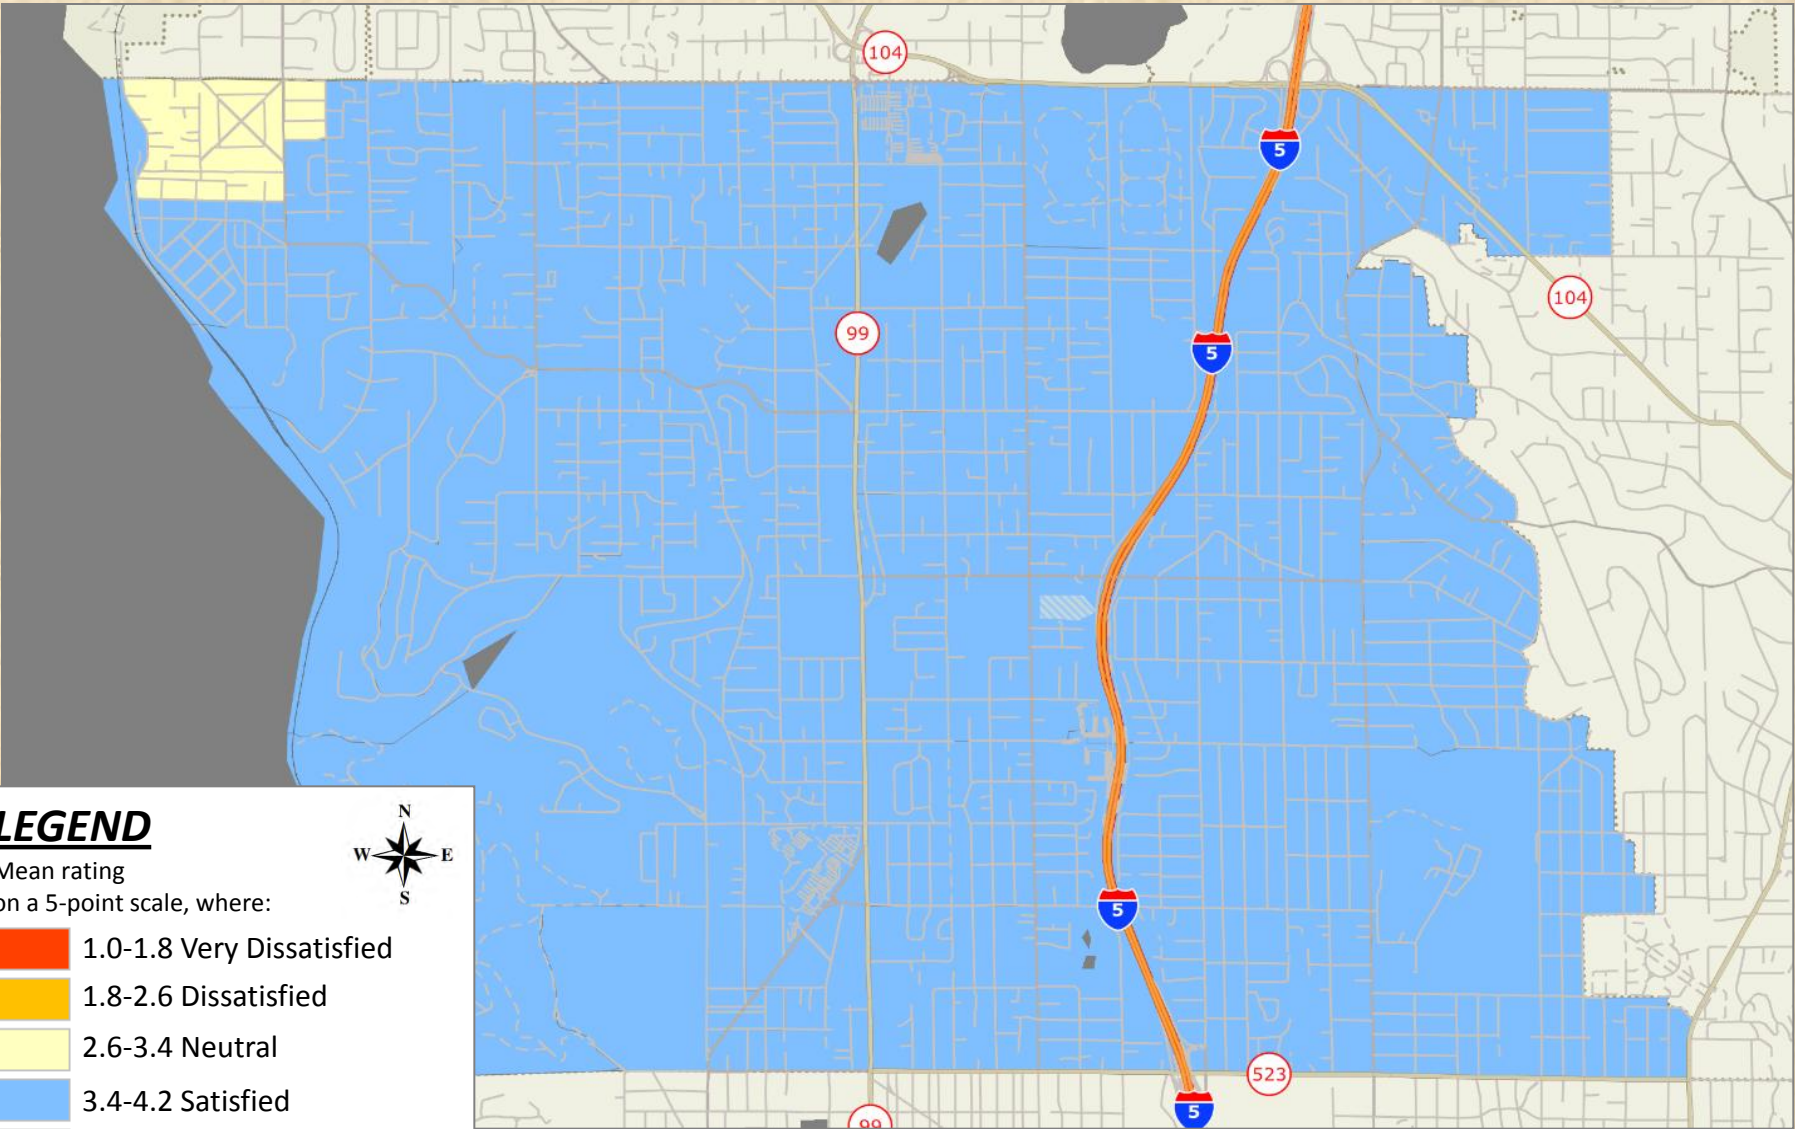 104
5
104
99
5
5
523
5
99
LEGEND
N
W E
S
Mean rating
on a 5-point scale, where:
1.0-1.8 Very Dissatisfied
1.8-2.6 Dissatisfied
2.6-3.4 Neutral
3.4-4.2 Satisfied